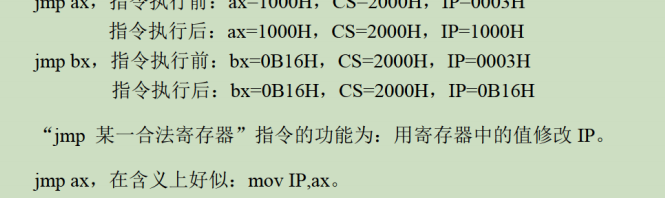 jmp ax，指令执行前：ax=1000H，CS=2000H，IP=0003H
指令执行后：ax=1000H，CS=2000H，IP=1000H
jmp bx，指令执行前：bx=0B16H，CS=2000H，IP=0003H
指令执行后：bx=0B16H，CS=2000H，IP=0B16H
“jmp 某一合法寄存器”指令的功能为：用寄存器中的值修改 IP。
jmp ax，在含义上好似：mov IP,ax。